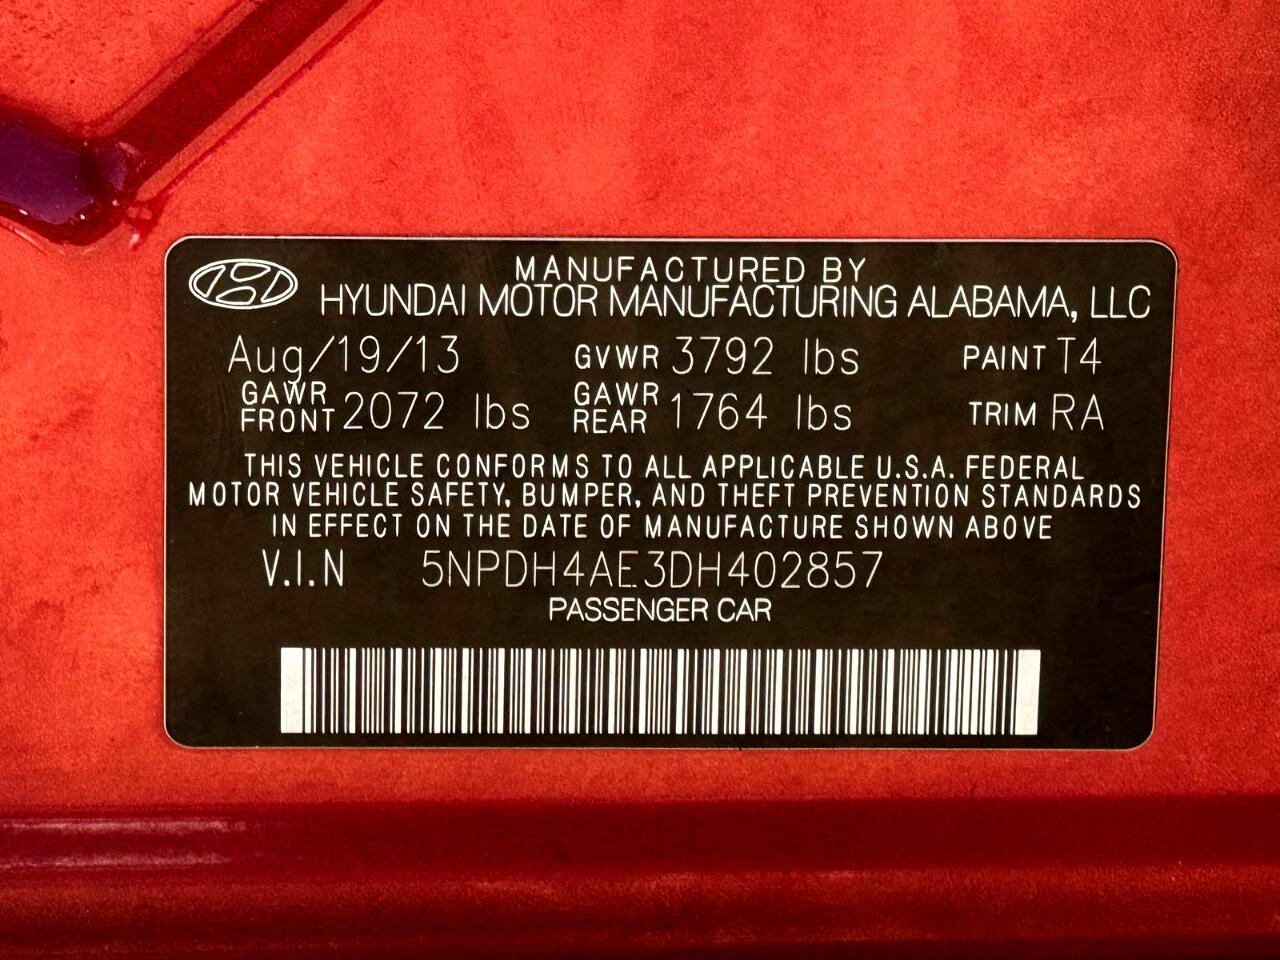 MANUFACTURED BY
HYUNDAI MOTOR MANUFACTURING ALABAMA, LLC
Aug/19/13 GVWR 3792 lbs PAINT T4
GAWR FRONT 2072 lbs GAWR REAR 1764 lbs TRIM RA
THIS VEHICLE CONFORMS TO ALL APPLICABLE U.S.A. FEDERAL
MOTOR VEHICLE SAFETY, BUMPER, AND THEFT PREVENTION STANDARDS
IN EFFECT ON THE DATE OF MANUFACTURE SHOWN ABOVE
V.I.N 5NPDH4AE3DH402857
PASSENGER CAR